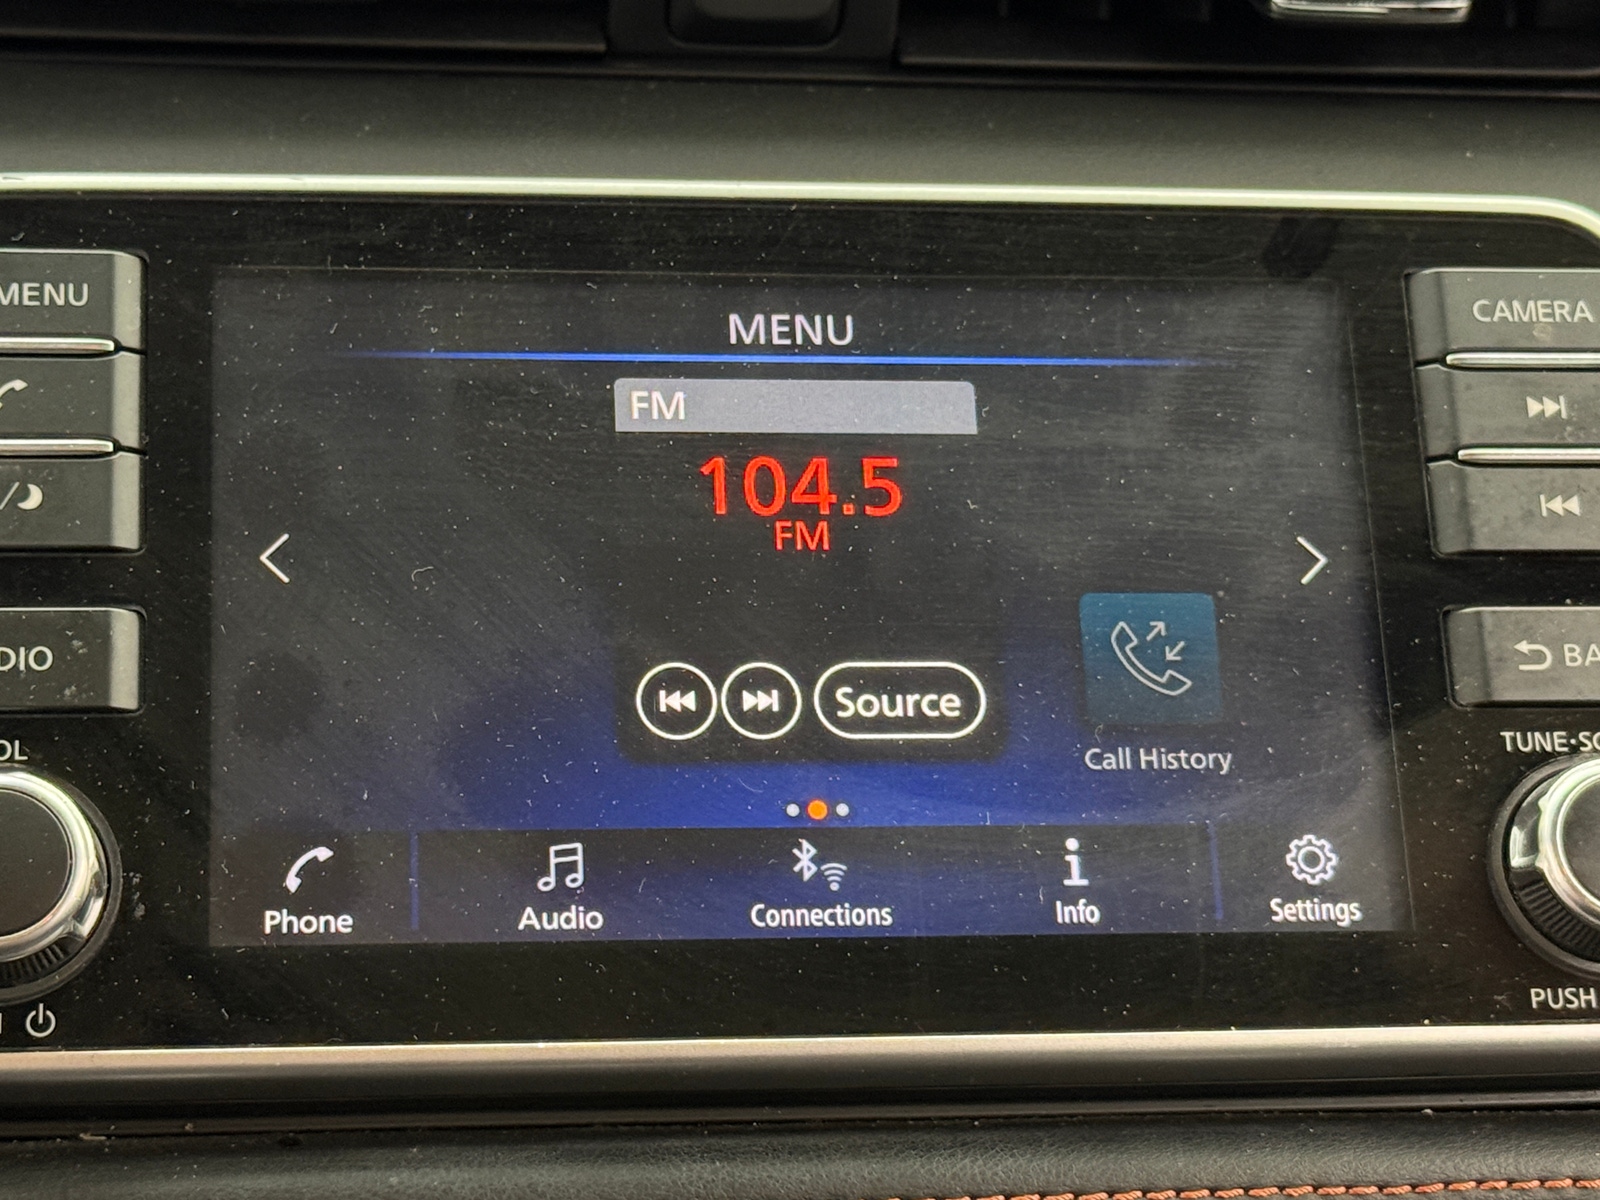 MENU
CAMERA
MENU
FM
104.5
FM
Source
Call History
TUNE•SC
Phone
Audio
Connections
Info
Settings
PUSH